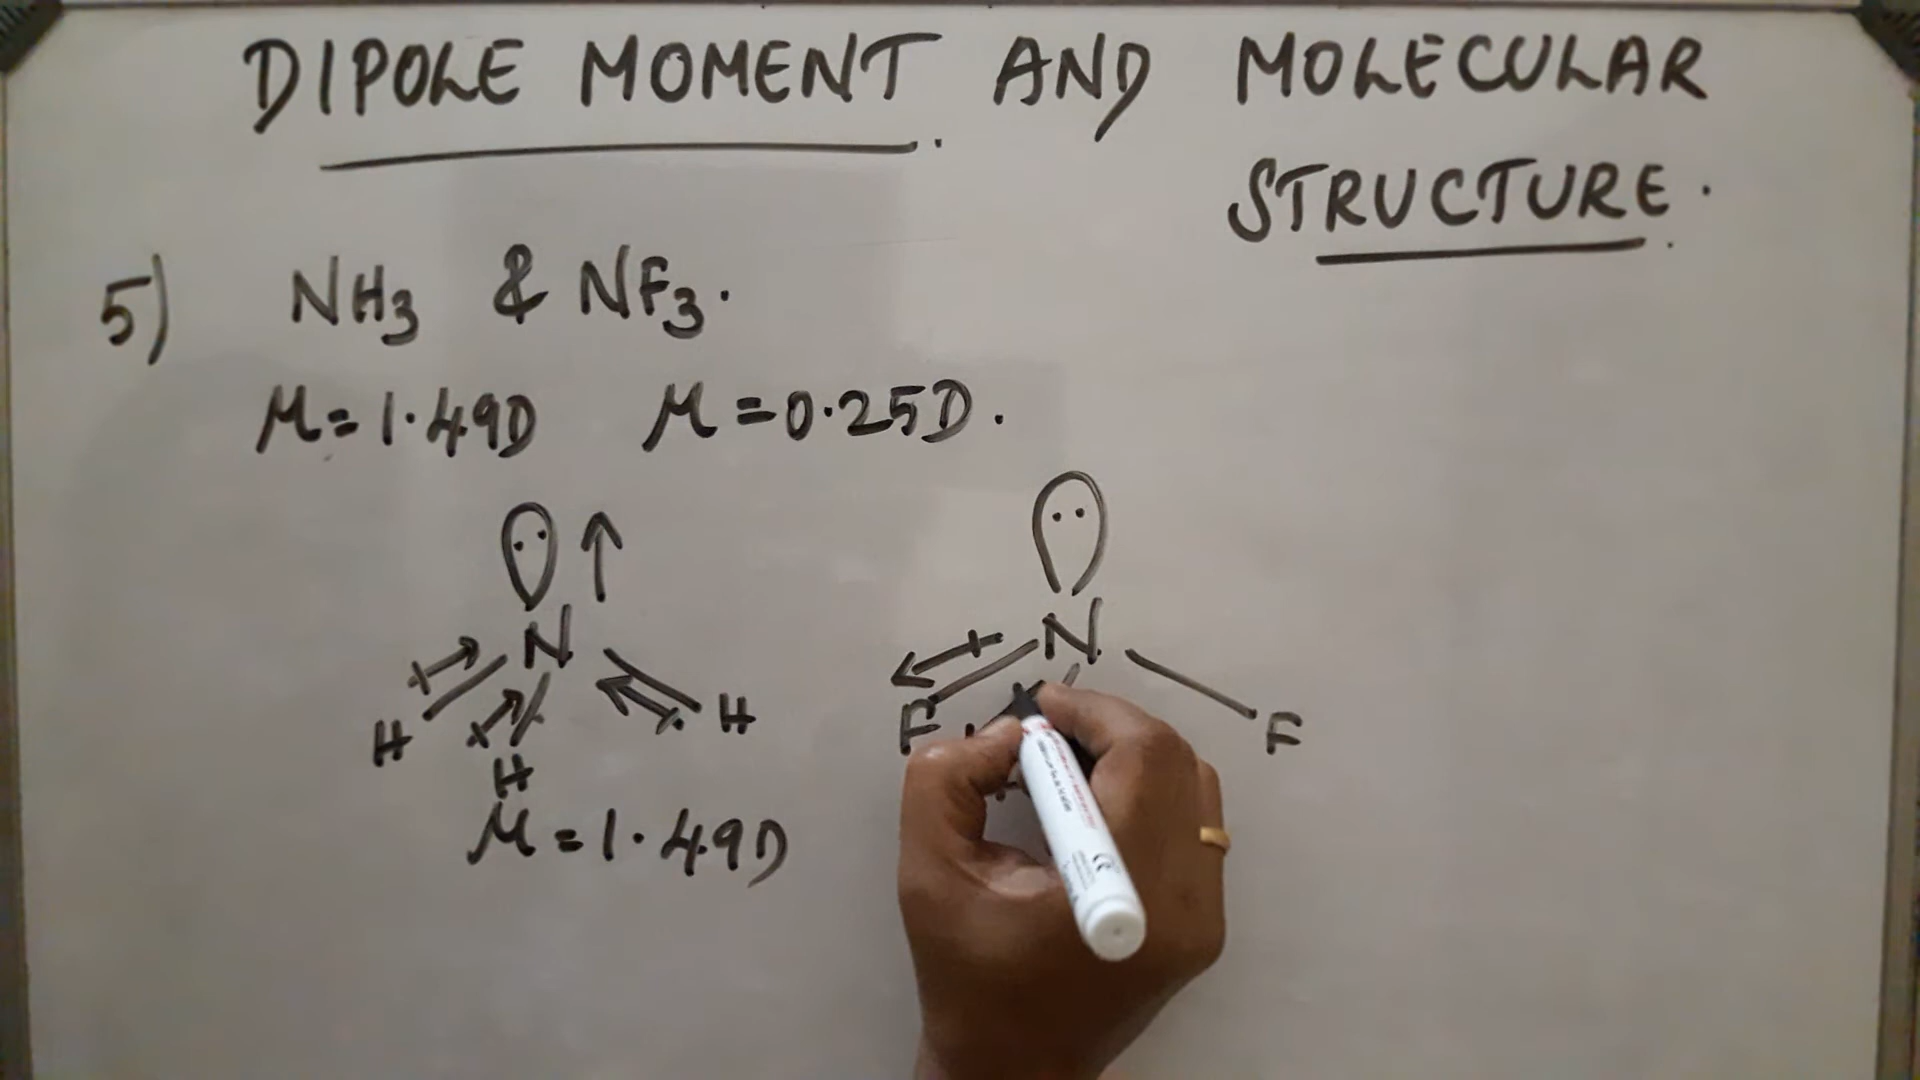 DIPOLE MOMENT AND MOLECULAR
STRUCTURE.
5) NH3 & NF3.
μ=1.49D μ=0.25D.
N N
H H F F
H
μ=1.49D